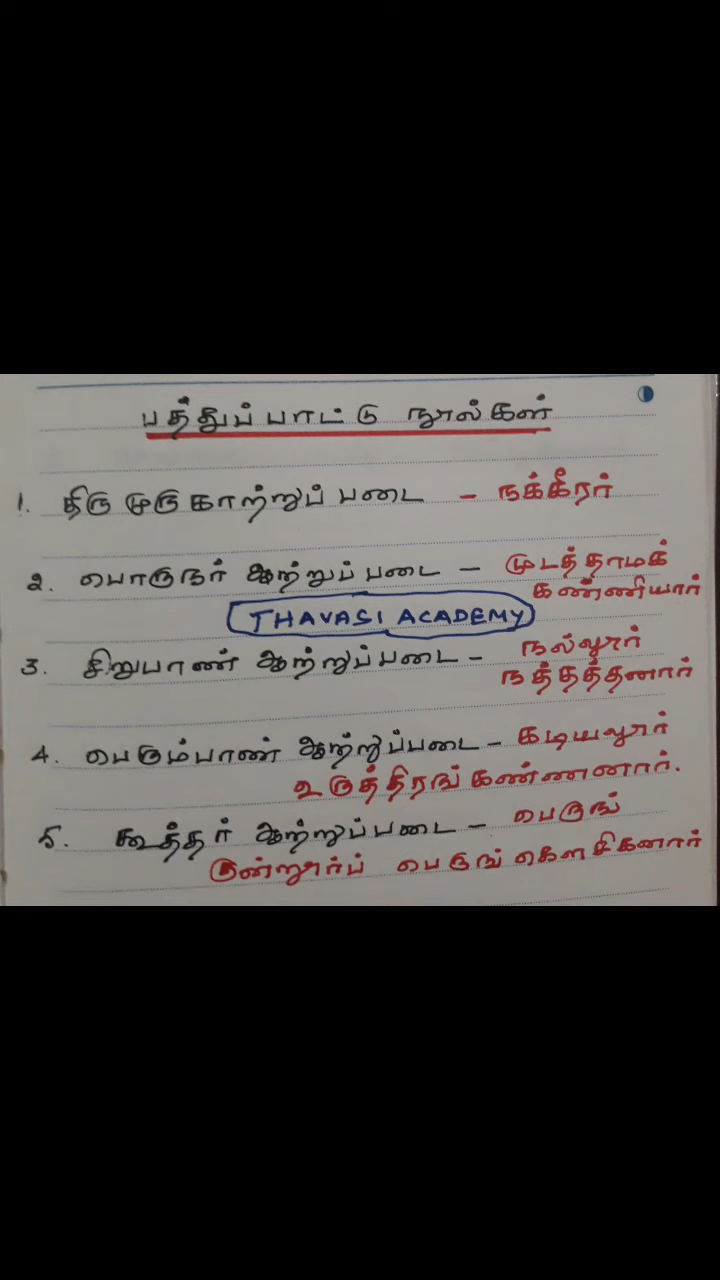 பத்துப்பாட்டு நூல்கள்
1. திருமுருகாற்றுப்படை - நக்கீரர்
2. பொருநர் ஆற்றுப்படை - முடத்தாமக்
கண்ணியார்
THAVASI ACADEMY
3. சிறுபாண் ஆற்றுப்படை - நல்லூர்
நத்தத்தனார்
4. பெரும்பாண் ஆற்றுப்படை - கடியலூர்
உருத்திரங்கண்ணனார்.
5. கூத்தர் ஆற்றுப்படை - பெருங்
குன்றூர்ப் பெருங்கௌசிகனார்